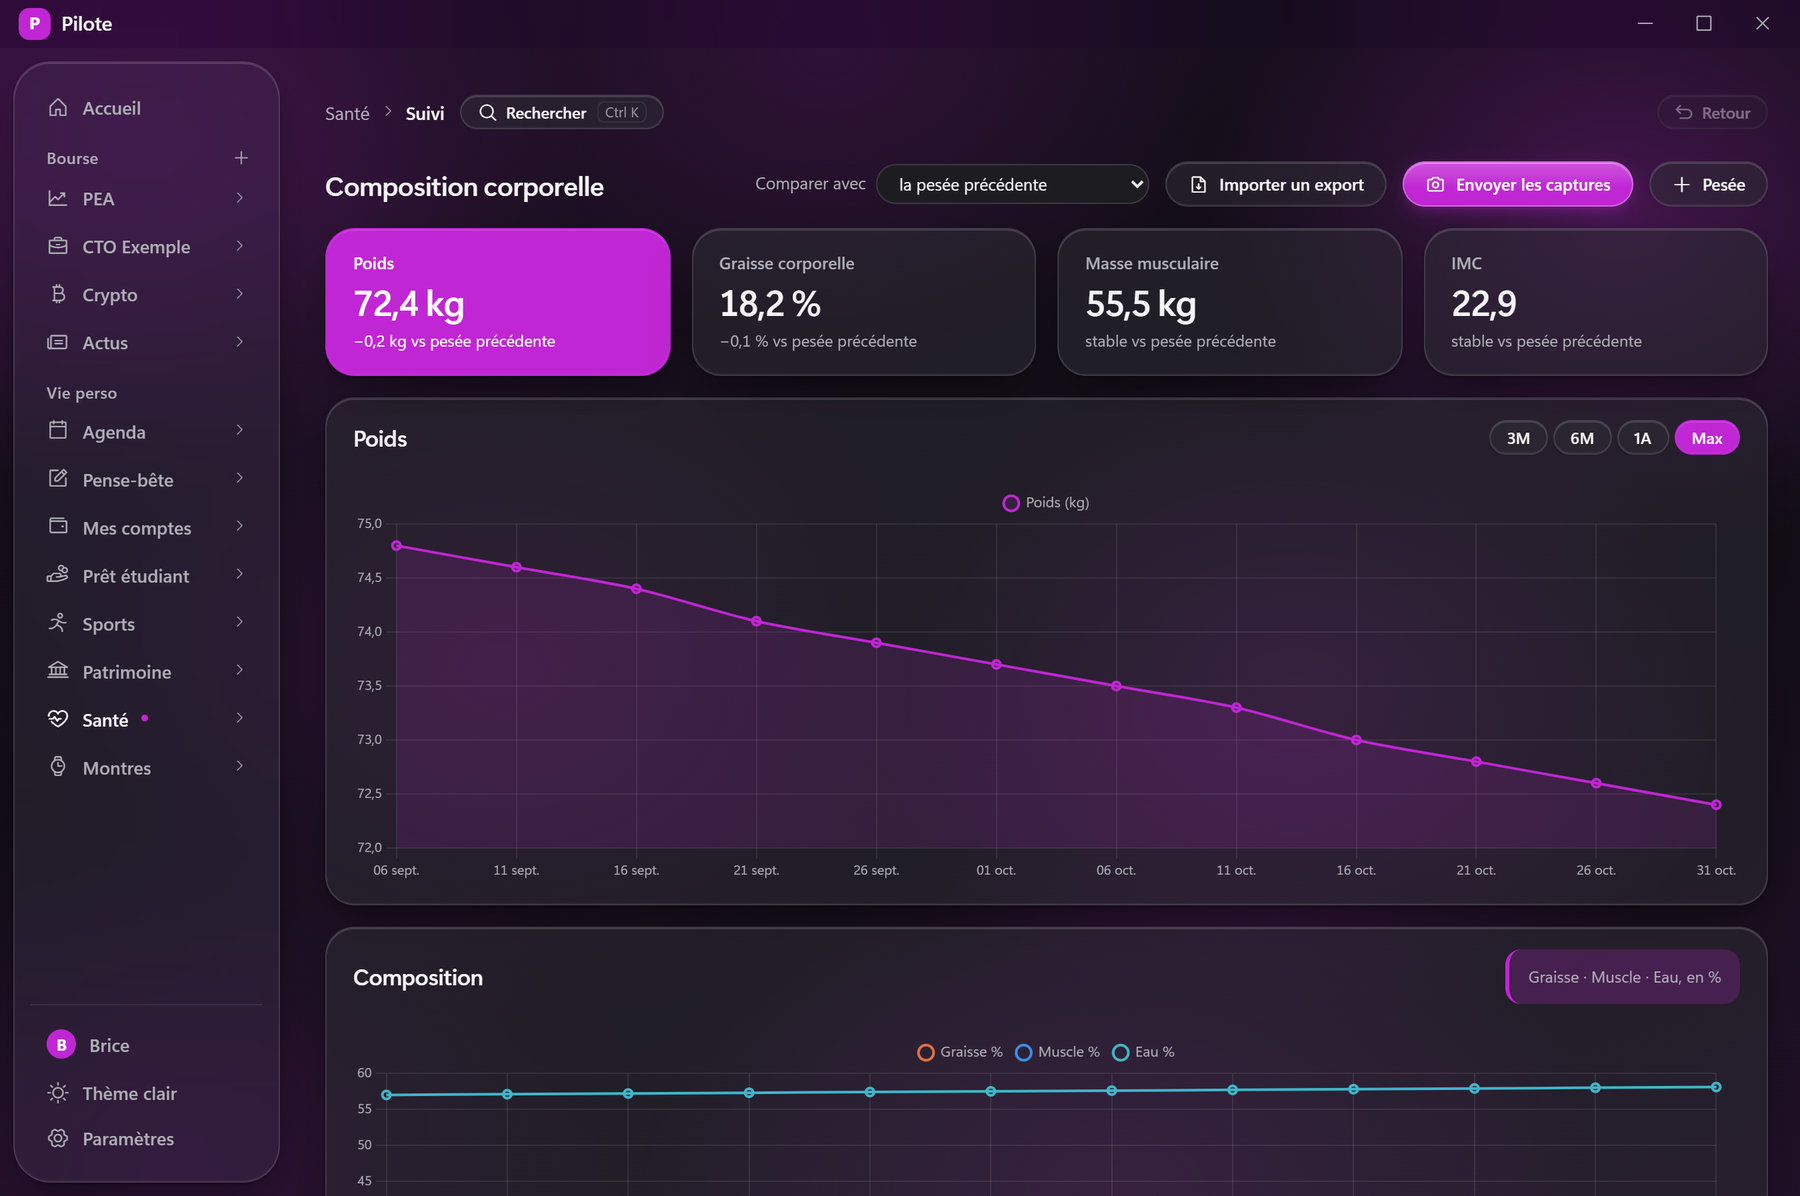 P Pilote
Accueil
Bourse
PEA
CTO Exemple
Crypto
Actus
Vie perso
Agenda
Pense-bête
Mes comptes
Prêt étudiant
Sports
Patrimoine
Santé
Montres
B Brice
Thème clair
Paramètres
Santé > Suivi Rechercher Ctrl K Retour
Composition corporelle Comparer avec la pesée précédente Importer un export Envoyer les captures + Pesée
Poids
72,4 kg
−0,2 kg vs pesée précédente
Graisse corporelle
18,2 %
−0,1 % vs pesée précédente
Masse musculaire
55,5 kg
stable vs pesée précédente
IMC
22,9
stable vs pesée précédente
Poids 3M 6M 1A Max
Poids (kg)
75,0
74,5
74,0
73,5
73,0
72,5
72,0
06 sept. 11 sept. 16 sept. 21 sept. 26 sept. 01 oct. 06 oct. 11 oct. 16 oct. 21 oct. 26 oct. 31 oct.
Composition Graisse · Muscle · Eau, en %
Graisse % Muscle % Eau %
60
55
50
45